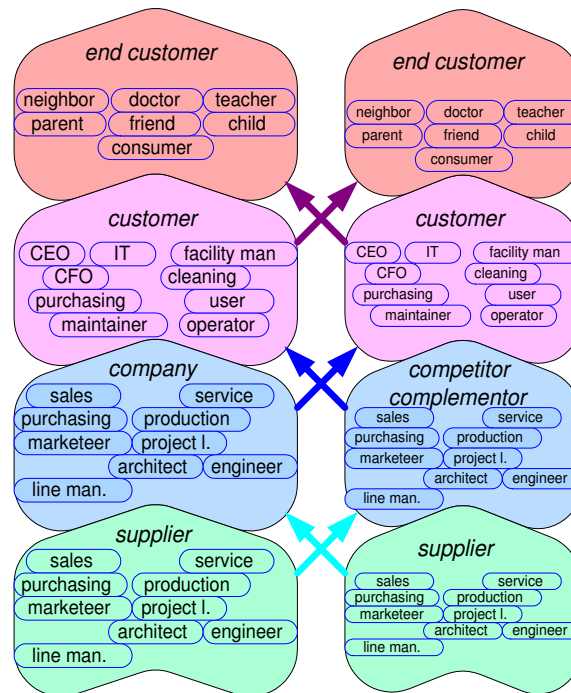 end customer
neighbor doctor teacher
parent friend child
consumer
customer
CEO IT facility man
CFO cleaning
purchasing user
maintainer operator
company
sales service
purchasing production
marketeer project l.
architect engineer
line man.
supplier
sales service
purchasing production
marketeer project l.
architect engineer
line man.
end customer
neighbor doctor teacher
parent friend child
consumer
customer
CEO IT facility man
CFO cleaning
purchasing user
maintainer operator
competitor
complementor
sales service
purchasing production
marketeer project l.
architect engineer
line man.
supplier
sales service
purchasing production
marketeer project l.
architect engineer
line man.